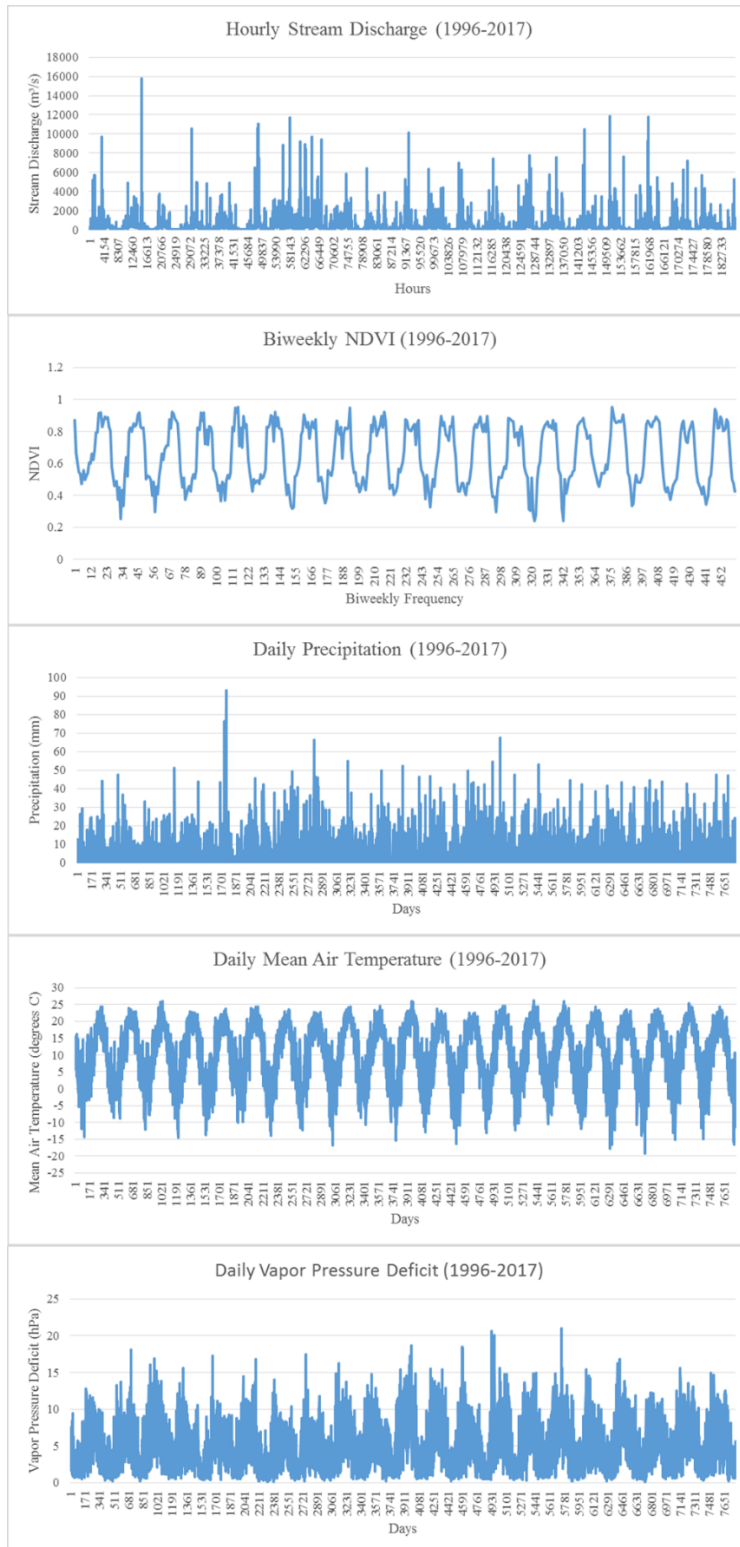 Hourly Stream Discharge (1996-2017)
18000
16000
14000
12000
10000
8000
6000
4000
2000
0
Stream Discharge (m³/s)
1 4154 8307 12460 16613 20766 24919 29072 33225 37378 41531 45684 49837 53990 58143 62296 66449 70602 74755 78908 83061 87214 91367 95520 99673 103826 107979 112132 116285 120438 124591 128744 132897 137050 141203 145356 149509 153662 157815 161968 166121 170274 174427 178580 182733
Hours
Biweekly NDVI (1996-2017)
1.2
1
0.8
0.6
0.4
0.2
0
NDVI
1 12 23 34 45 56 67 78 89 100 111 122 133 144 155 166 177 188 199 210 221 232 243 254 265 276 287 298 309 320 331 342 353 364 375 386 397 408 419 430 441 452
Biweekly Frequency
Daily Precipitation (1996-2017)
100
90
80
70
60
50
40
30
20
10
0
Precipitation (mm)
1 171 341 511 681 851 1021 1191 1361 1531 1701 1871 2041 2211 2381 2551 2721 2891 3061 3231 3401 3571 3741 3911 4081 4251 4421 4591 4761 4931 5101 5271 5441 5611 5781 5951 6121 6291 6461 6631 6801 6971 7141 7311 7481 7651
Days
Daily Mean Air Temperature (1996-2017)
30
25
20
15
10
5
0
-5
-10
-15
-20
-25
Mean Air Temperature (degrees C)
1 171 341 511 681 851 1021 1191 1361 1531 1701 1871 2041 2211 2381 2551 2721 2891 3061 3231 3401 3571 3741 3911 4081 4251 4421 4591 4761 4931 5101 5271 5441 5611 5781 5951 6121 6291 6461 6631 6801 6971 7141 7311 7481 7651
Days
Daily Vapor Pressure Deficit (1996-2017)
25
20
15
10
5
0
Vapor Pressure Deficit (hPa)
1 171 341 511 681 851 1021 1191 1361 1531 1701 1871 2041 2211 2381 2551 2721 2891 3061 3231 3401 3571 3741 3911 4081 4251 4421 4591 4761 4931 5101 5271 5441 5611 5781 5951 6121 6291 6461 6631 6801 6971 7141 7311 7481 7651
Days